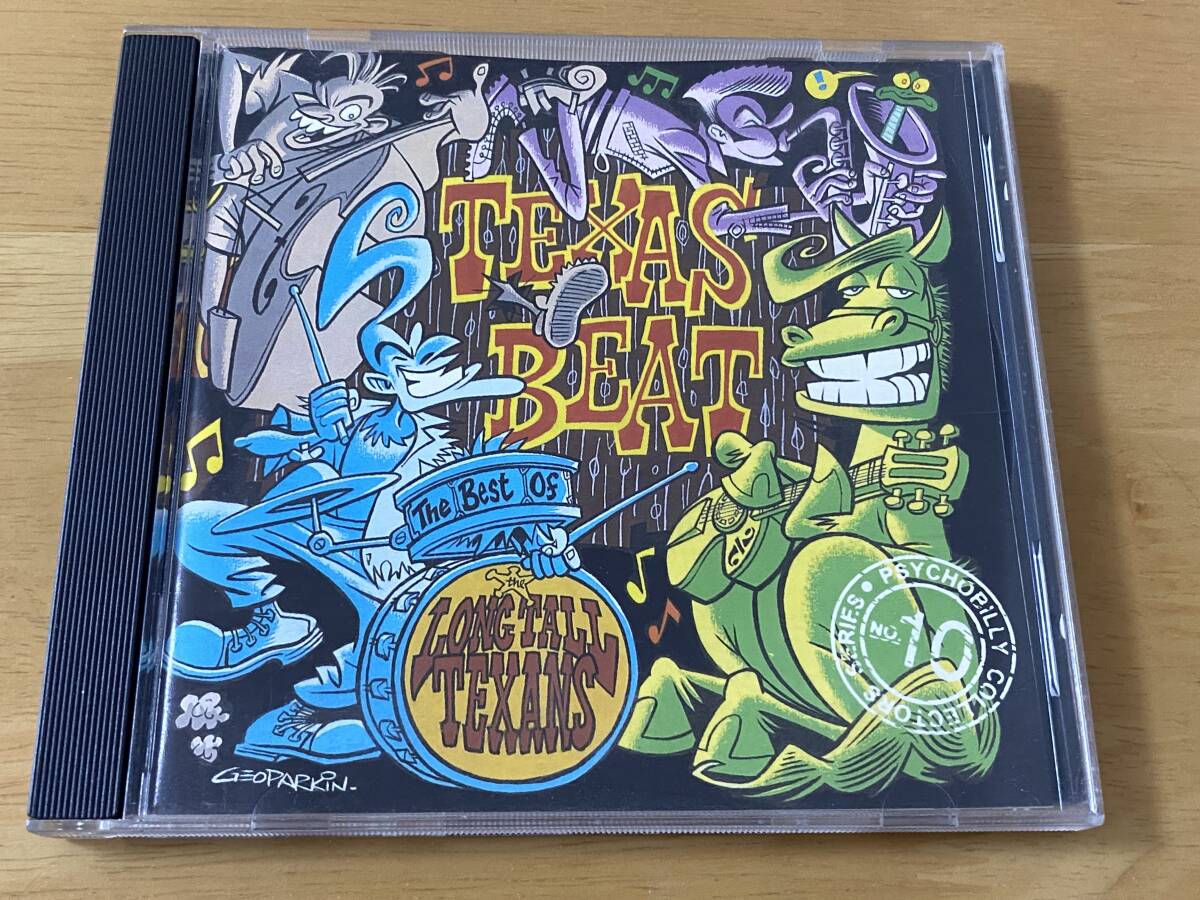 TEXAS
BEAT
The Best Of
the
LONG TALL
TEXANS
PSYCHOBILLY COLLECTORS SERIES
NO.
10
GEOPARKIN